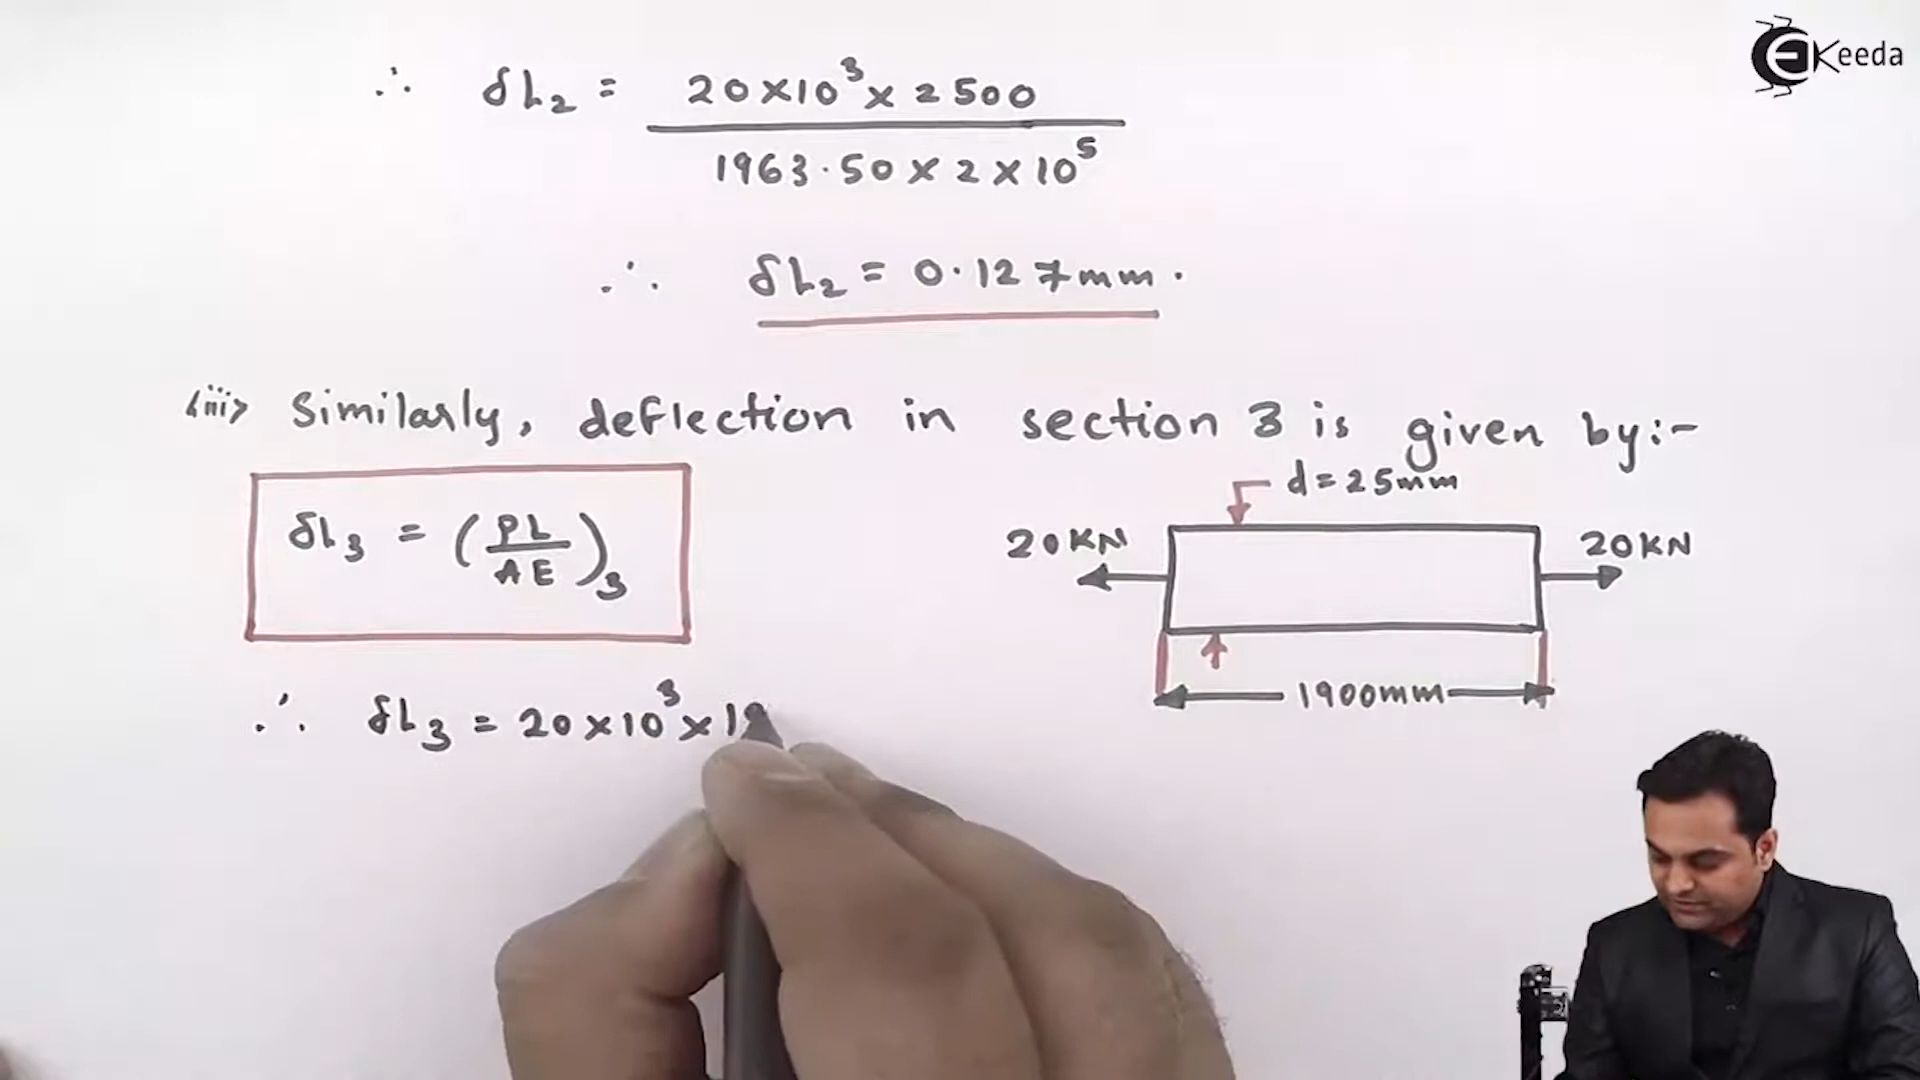 EKeeda
∴ δL₂ = 20×10³×2500
1963.50×2×10⁵
∴ δL₂ = 0.127mm.
<iii> Similarly, deflection in section 3 is given by:-
δL₃ = (PL/AE)₃
d=25mm
20KN
20KN
1900mm
∴ δL₃ = 20×10³×19